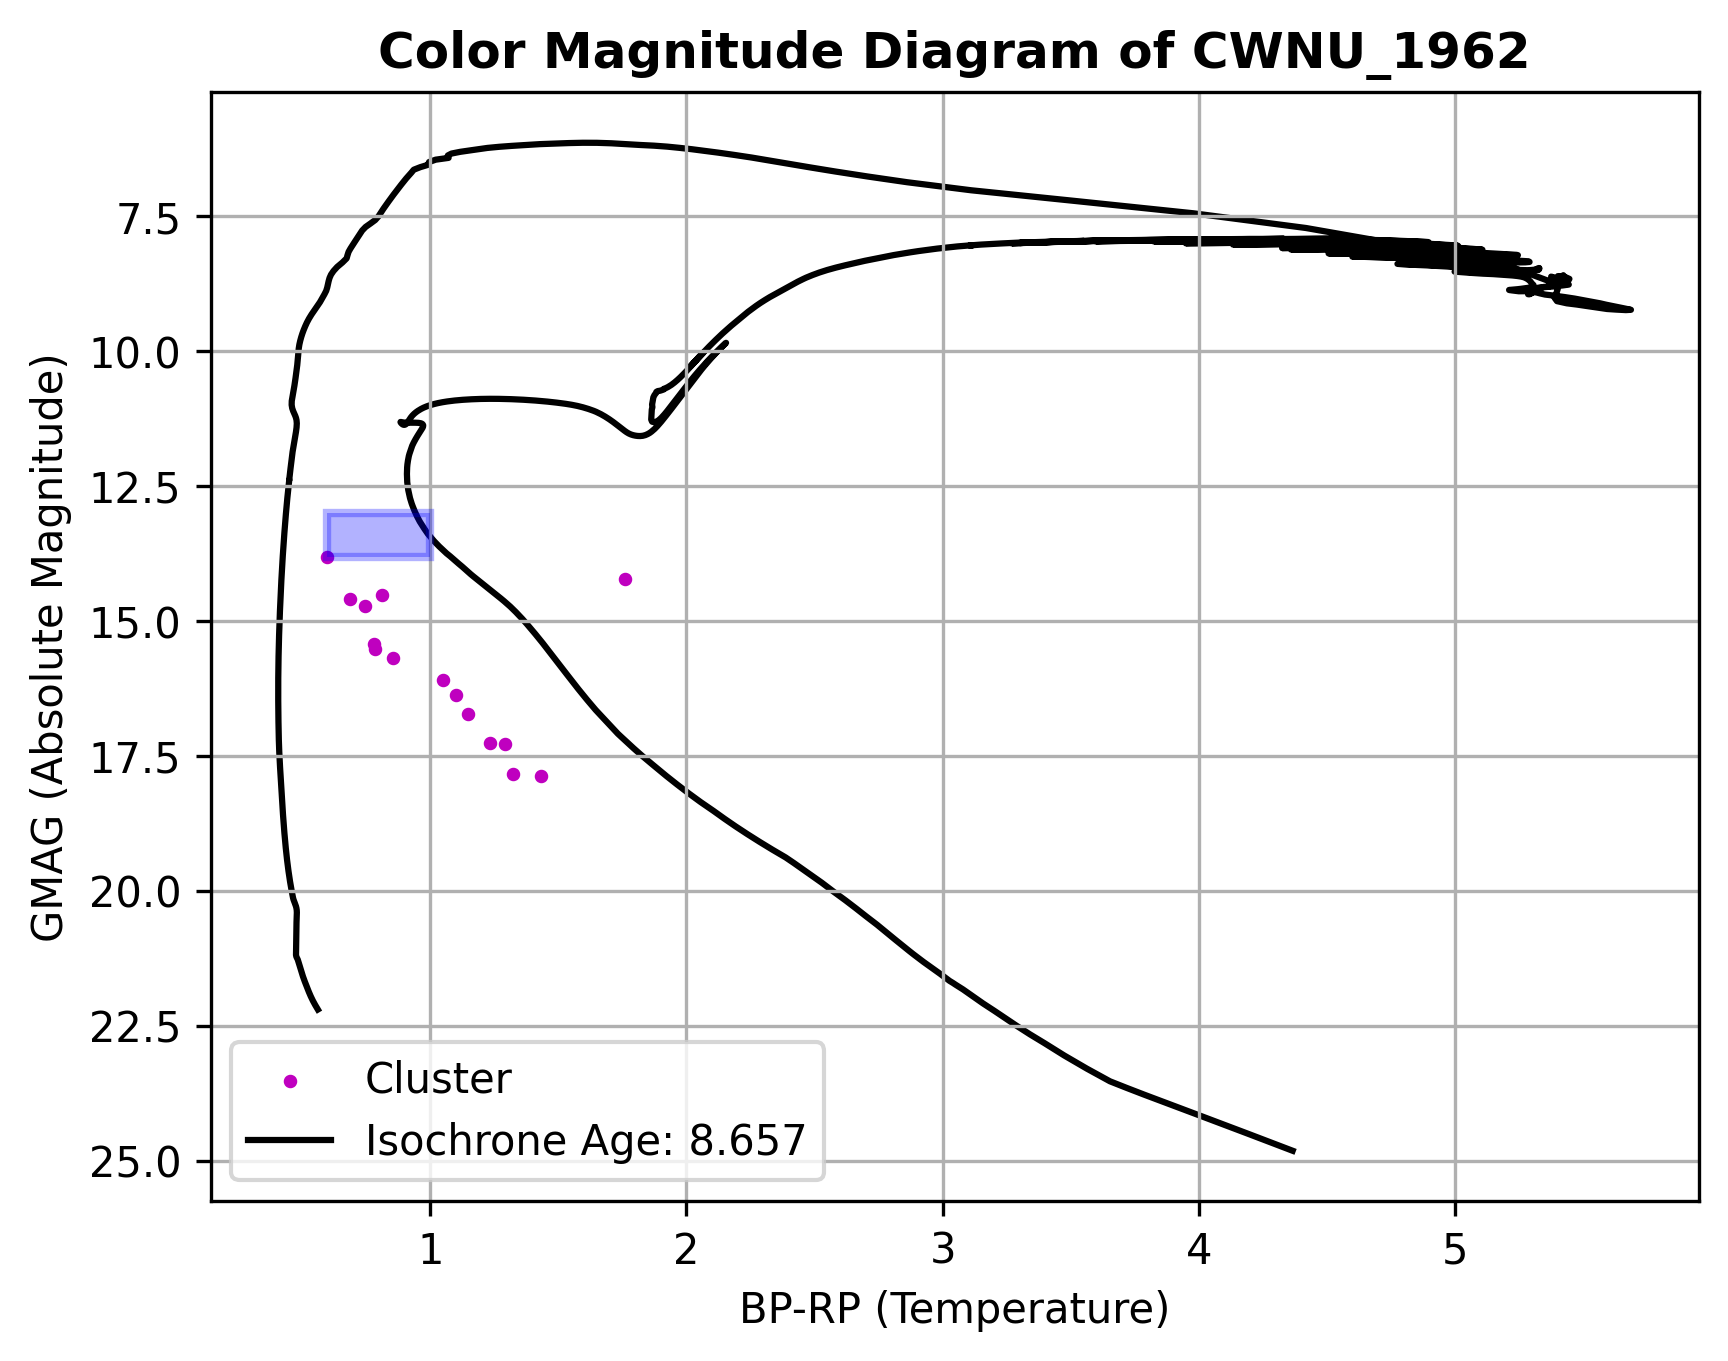 Color Magnitude Diagram of CWNU_1962
GMAG (Absolute Magnitude)
7.5
10.0
12.5
15.0
17.5
20.0
22.5
25.0
Cluster
Isochrone Age: 8.657
1 2 3 4 5
BP-RP (Temperature)